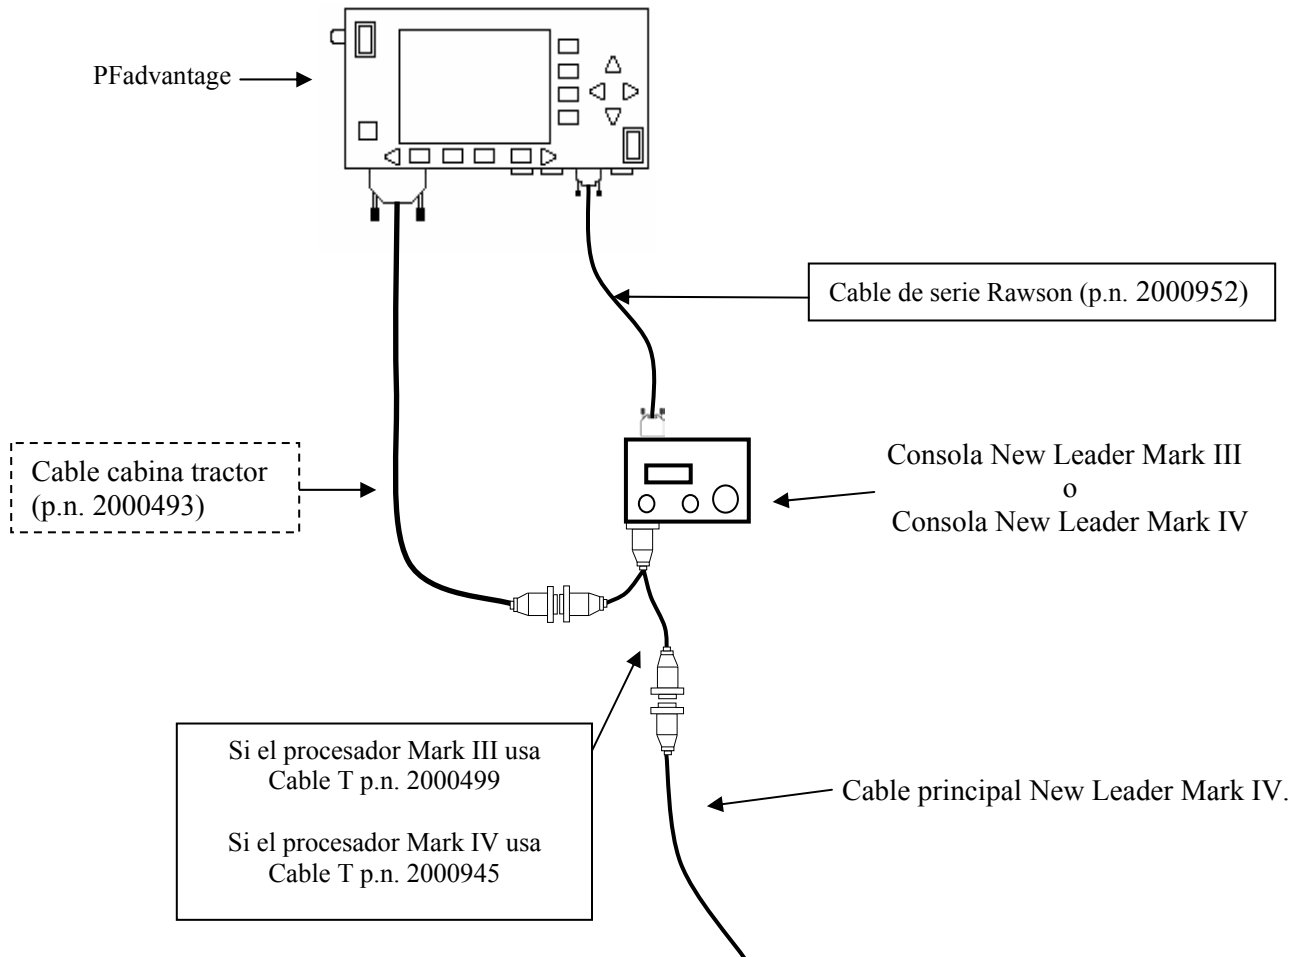 PFadvantage
Cable de serie Rawson (p.n. 2000952)
Cable cabina tractor
(p.n. 2000493)
Consola New Leader Mark III
o
Consola New Leader Mark IV
Si el procesador Mark III usa
Cable T p.n. 2000499
Si el procesador Mark IV usa
Cable T p.n. 2000945
Cable principal New Leader Mark IV.